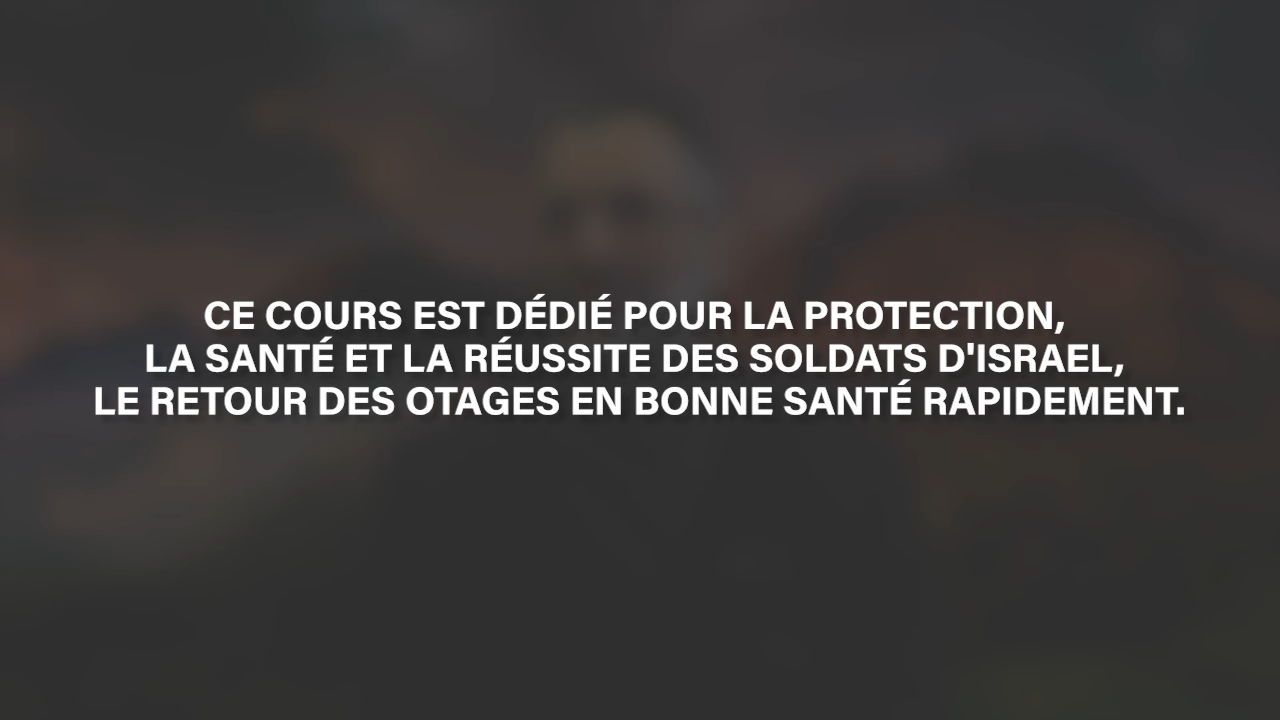 CE COURS EST DÉDIÉ POUR LA PROTECTION,
LA SANTÉ ET LA RÉUSSITE DES SOLDATS D'ISRAEL,
LE RETOUR DES OTAGES EN BONNE SANTÉ RAPIDEMENT.